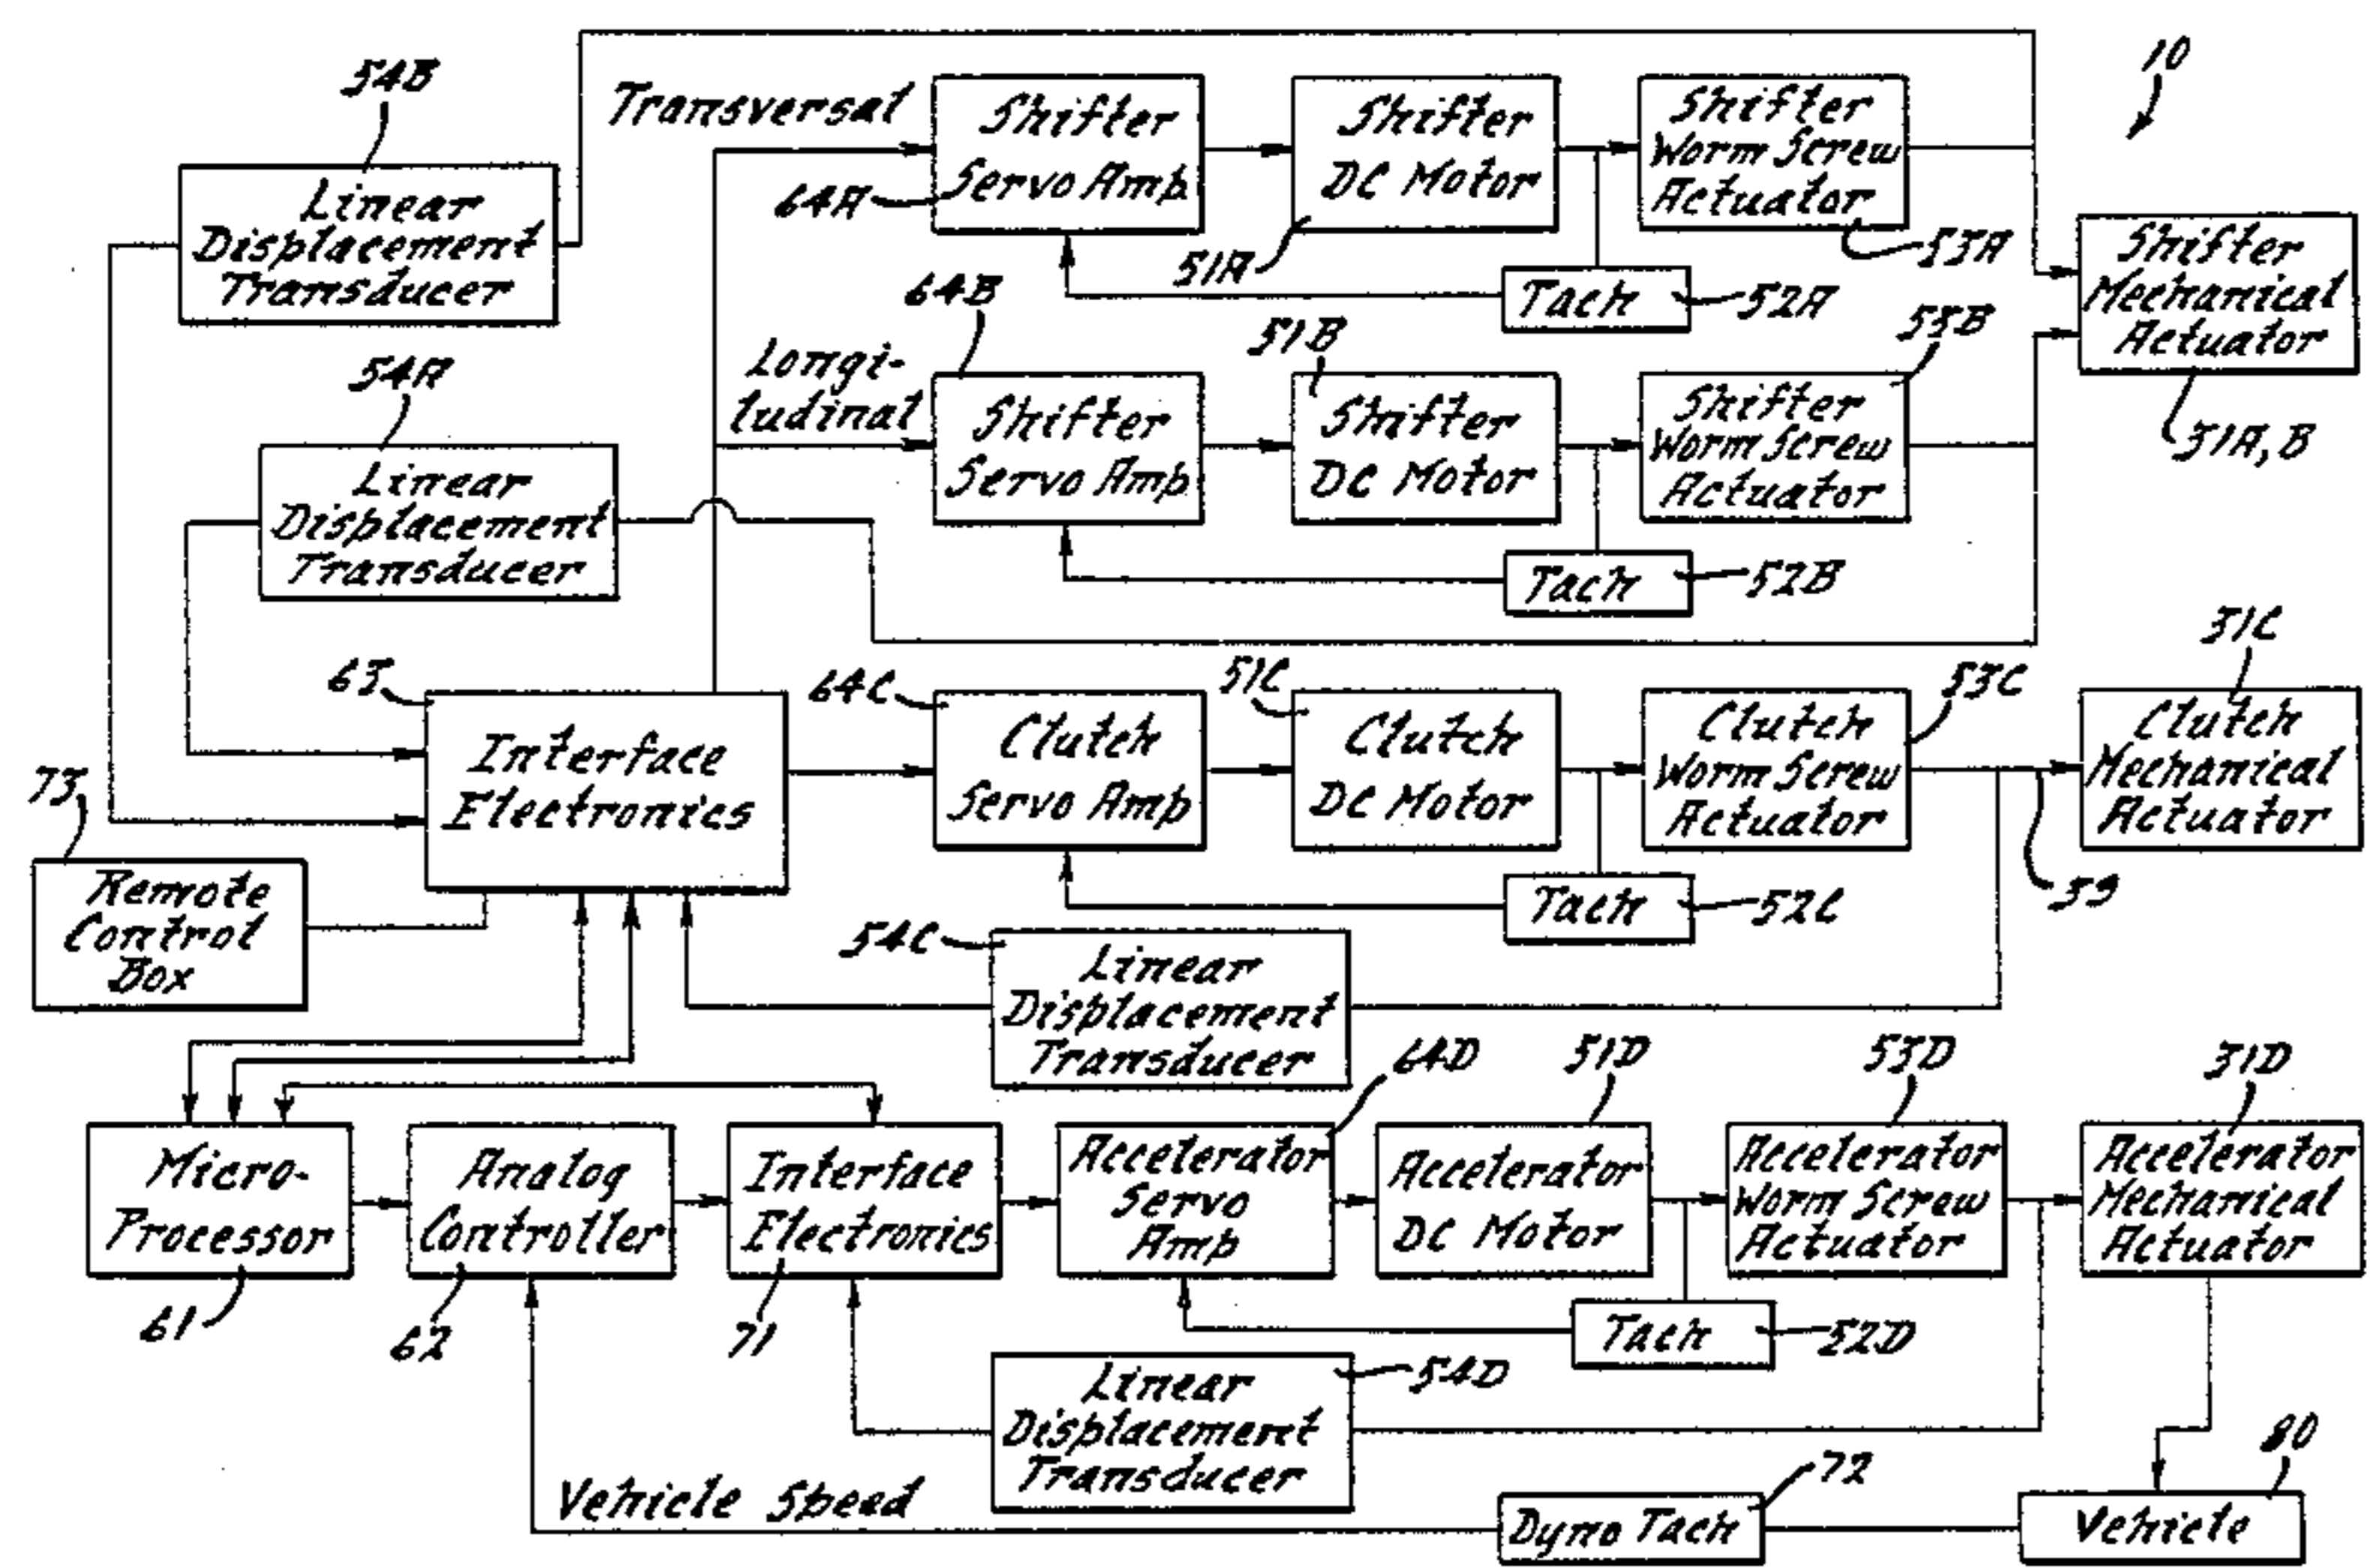 10
54B
Linear
Displacement
Transducer
Transversal
Shifter
Servo Amp.
64A
Shifter
DC Motor
51A
Shifter
Worm Screw
Actuator
53A
Tach
52A
Shifter
Mechanical
Actuator
31A,B
54A
Linear
Displacement
Transducer
Longi-
tudinal
64B
Shifter
Servo Amp
51B
Shifter
DC Motor
53B
Shifter
Worm Screw
Actuator
Tach
52B
63
Interface
Electronics
64C
Clutch
Servo Amp
51C
Clutch
DC Motor
53C
Clutch
Worm Screw
Actuator
31C
Clutch
Mechanical
Actuator
59
Tach
52C
73
Remote
Control
Box
54C
Linear
Displacement
Transducer
Micro-
Processor
61
Analog
Controller
62
Interface
Electronics
71
64D
Accelerator
Servo
Amp
51D
Accelerator
DC Motor
53D
Accelerator
Worm Screw
Actuator
31D
Accelerator
Mechanical
Actuator
Tach
52D
54D
Linear
Displacement
Transducer
Vehicle Speed
72
Dyno Tach
80
Vehicle